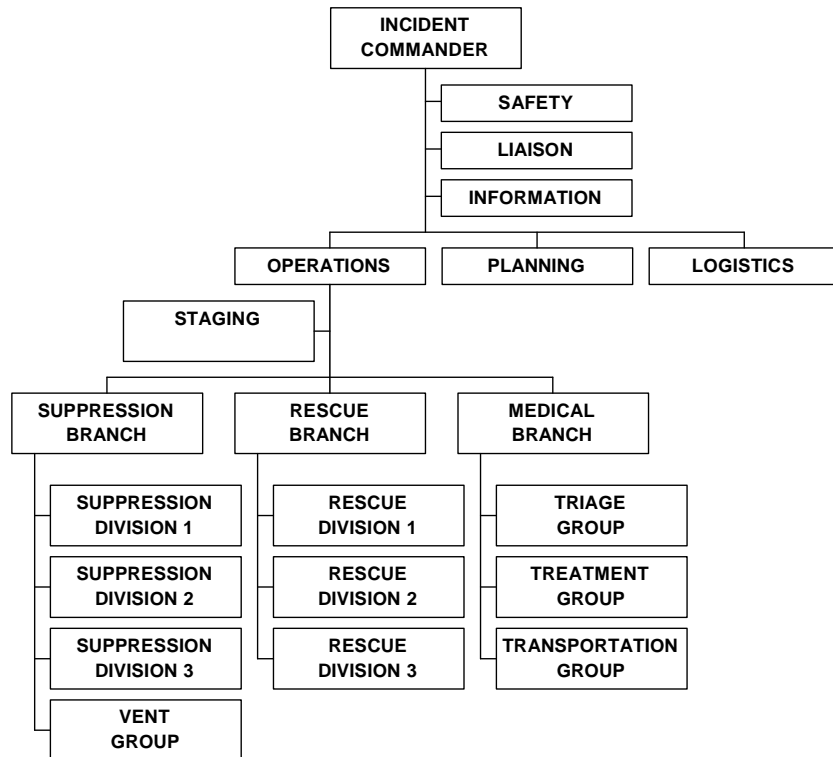 INCIDENT
COMMANDER
SAFETY
LIAISON
INFORMATION
OPERATIONS
PLANNING
LOGISTICS
STAGING
SUPPRESSION
BRANCH
RESCUE
BRANCH
MEDICAL
BRANCH
SUPPRESSION
DIVISION 1
SUPPRESSION
DIVISION 2
SUPPRESSION
DIVISION 3
VENT
GROUP
RESCUE
DIVISION 1
RESCUE
DIVISION 2
RESCUE
DIVISION 3
TRIAGE
GROUP
TREATMENT
GROUP
TRANSPORTATION
GROUP